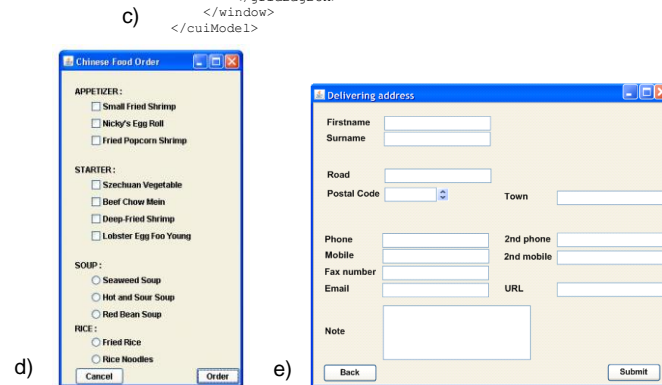 </window>
c)
</cuiModel>
Chinese Food Order
APPETIZER :
Small Fried Shrimp
Nicky's Egg Roll
Fried Popcorn Shrimp
STARTER :
Szechuan Vegetable
Beef Chow Mein
Deep-Fried Shrimp
Lobster Egg Foo Young
SOUP :
Seaweed Soup
Hot and Sour Soup
Red Bean Soup
RICE :
Fried Rice
Rice Noodles
d)
Cancel Order
Delivering address
Firstname
Surname
Road
Postal Code Town
Phone 2nd phone
Mobile 2nd mobile
Fax number
Email URL
Note
e)
Back Submit